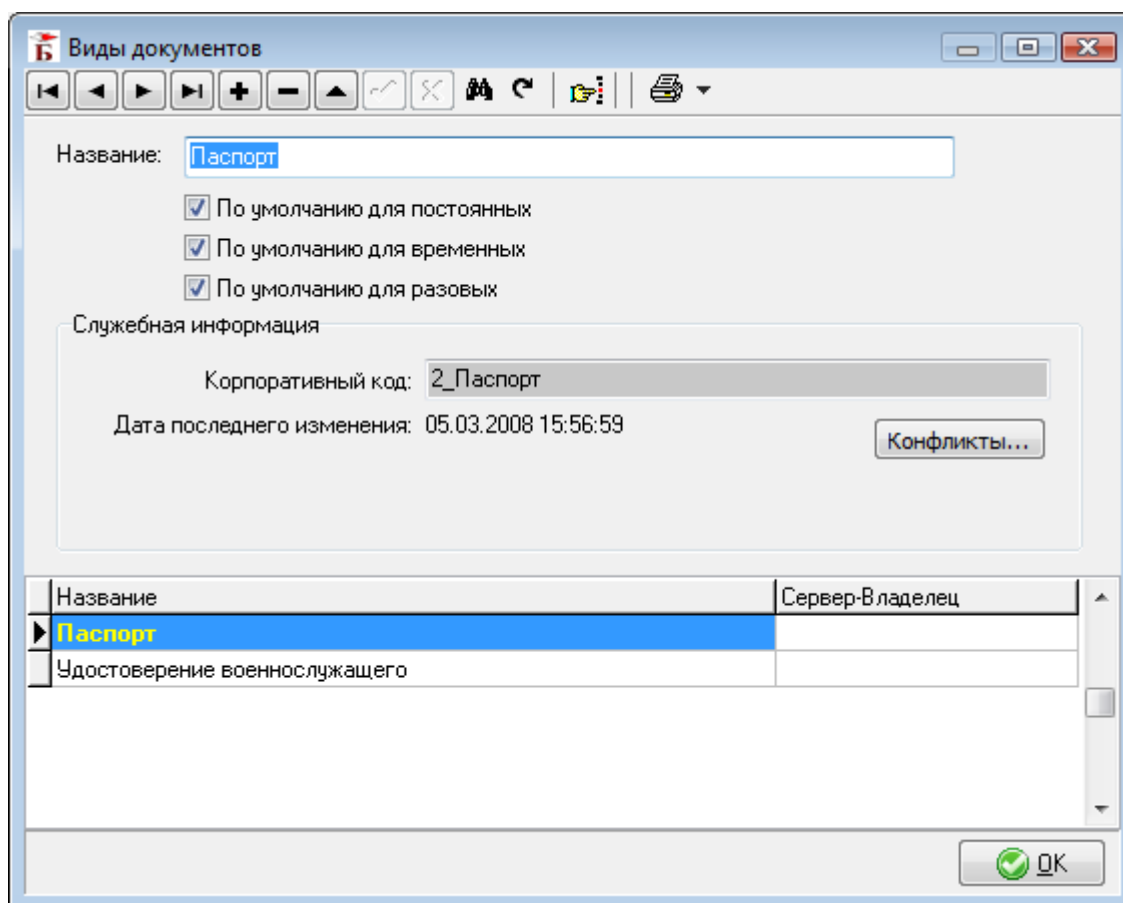 Виды документов
Название: Паспорт
По умолчанию для постоянных
По умолчанию для временных
По умолчанию для разовых
Служебная информация
Корпоративный код: 2_Паспорт
Дата последнего изменения: 05.03.2008 15:56:59
Конфликты...
Название Сервер-Владелец
Паспорт
Удостоверение военнослужащего
OK